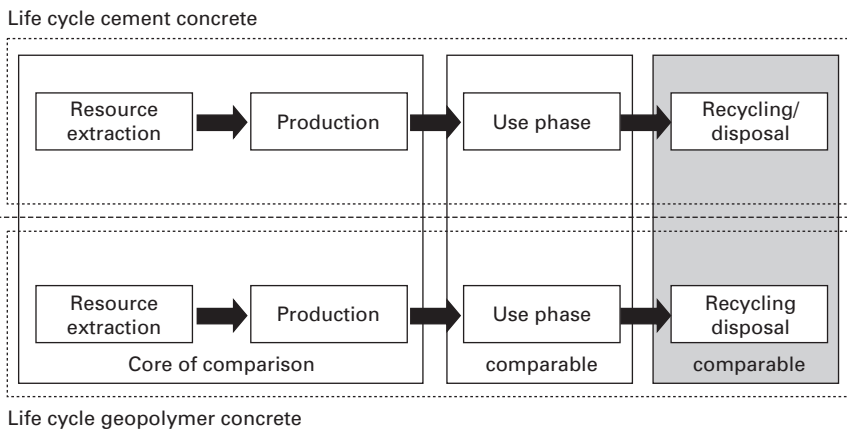 Life cycle cement concrete
Resource
extraction
Production
Use phase
Recycling/
disposal
Resource
extraction
Production
Use phase
Recycling
disposal
Core of comparison
comparable
comparable
Life cycle geopolymer concrete